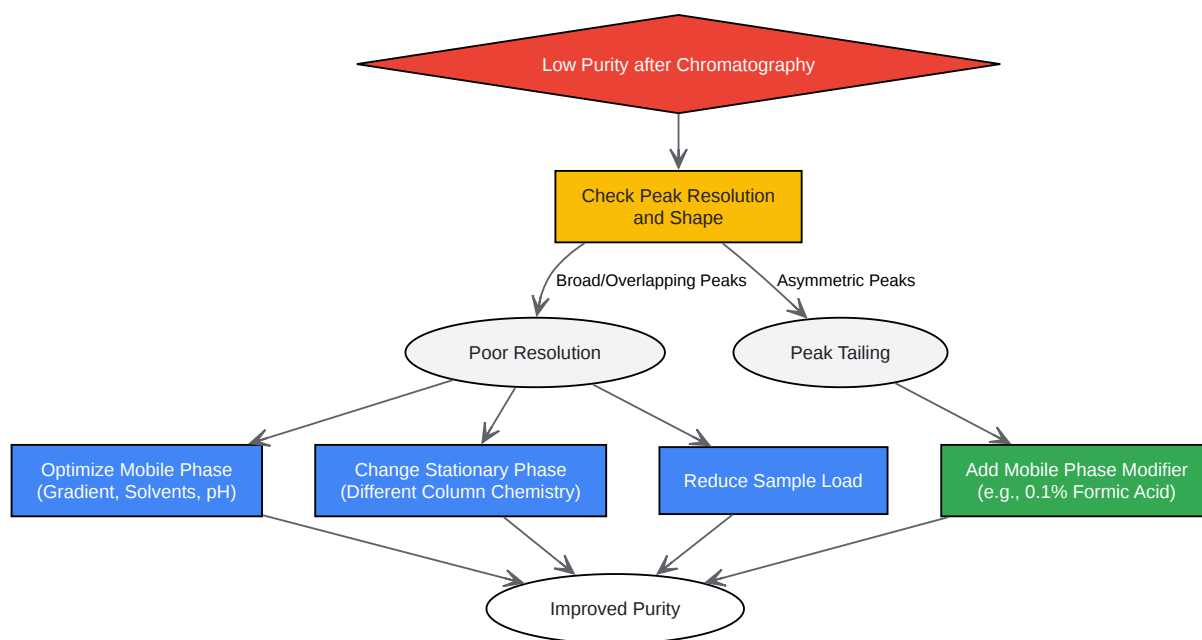 Low Purity after Chromatography
Check Peak Resolution
and Shape
Broad/Overlapping Peaks
Asymmetric Peaks
Poor Resolution
Peak Tailing
Optimize Mobile Phase
(Gradient, Solvents, pH)
Change Stationary Phase
(Different Column Chemistry)
Reduce Sample Load
Add Mobile Phase Modifier
(e.g., 0.1% Formic Acid)
Improved Purity